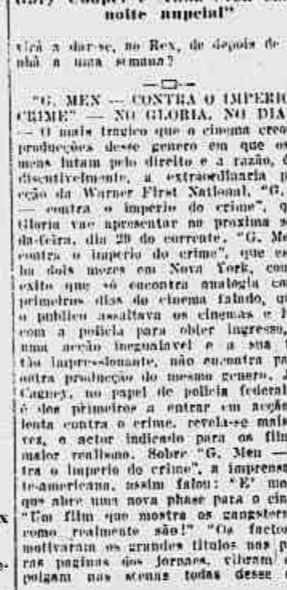 Gary Cooper e
noite nupcial"
rirá a dar-se, no Rex, de depois de
nhã a uma semana?
"G. MEN — CONTRA O IMPERIO
CRIME" — NO GLORIA, NO DIA
— O mais tragico que o cinema creou
producções desse genero em que os
mens lutam pelo direito e a razão, é
discutivelmente, a extraordinaria p
ecção da Warner First National, "G.
— contra o imperio do crime", q
Gloria vae apresentar na proxima s
da-feira, dia 29 do corrente. "G. Me
contra o imperio do crime", que es
ha dois mezes em Nova York, com
exito que só encontra analogia co
primeiros dias do cinema falado, q
o publico assaltava os cinemas e l
com a policia para obter ingresso,
uma acção inegualavel e a sua
tão impressionante, não encontra pa
outra producção do mesmo genero. J
Cagney, no papel de policia federal
é dos primeiros a entrar em acção
lenta contra o crime, revela-se mais
vez, o actor indicado para os film
maior realismo. Sobre "G. Men —
tra o imperio do crime", a imprensa
te-americana, assim falou: "E' mo
que abre uma nova phase para o cin
"Um film que mostra os gangsters
como realmente são!" "Os factos
motivaram os grandes titulos nas p
ras paginas dos jornaes, vibram e
polgam nas scenas todas desse